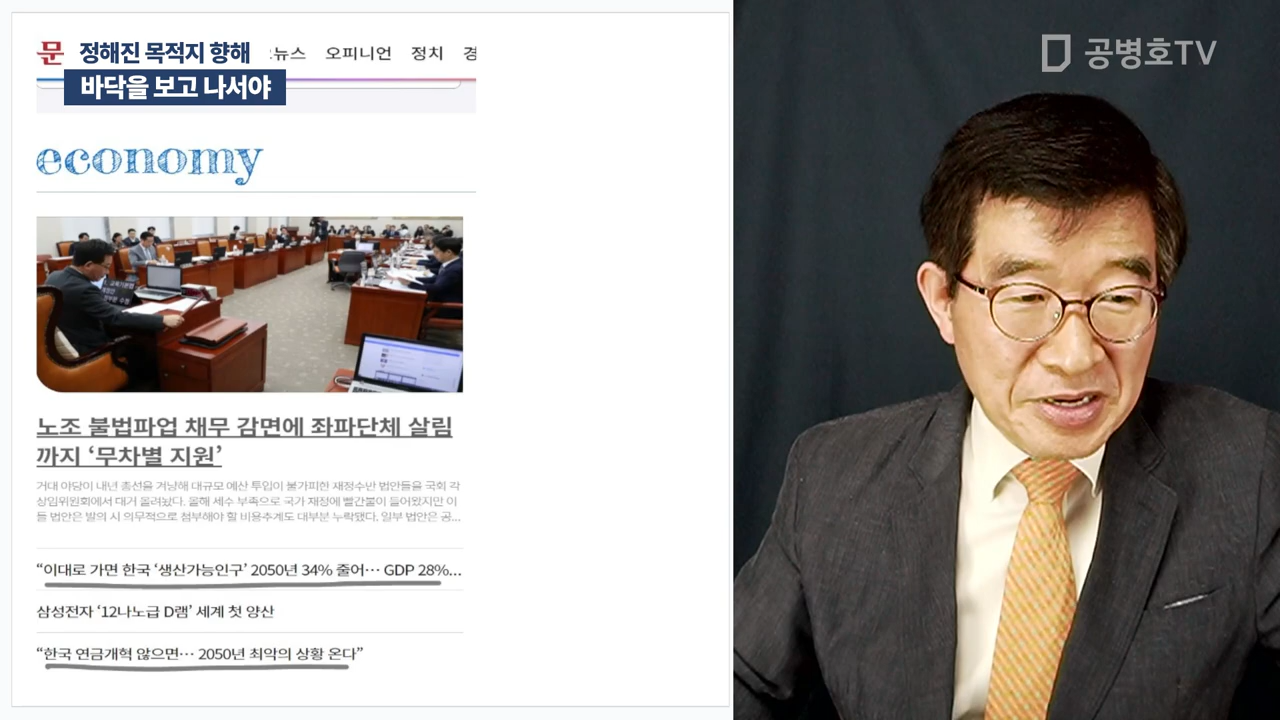 문 정해진 목적지 향해 뉴스 오피니언 정치 경
바닥을 보고 나서야
공병호TV
economy
노조 불법파업 채무 감면에 좌파단체 살림
까지 ‘무차별 지원’
거대 야당이 내년 총선을 겨냥해 대규모 예산 투입이 불가피한 재정수반 법안들을 국회 각
상임위원회에서 대거 올려놨다. 올해 세수 부족으로 국가 재정에 빨간불이 들어왔지만 이
들 법안은 발의 시 의무적으로 첨부해야 할 비용추계도 대부분 누락됐다. 일부 법안은 공...
“이대로 가면 한국 ‘생산가능인구’ 2050년 34% 줄어… GDP 28%...
삼성전자 ‘12나노급 D램’ 세계 첫 양산
“한국 연금개혁 않으면… 2050년 최악의 상황 온다”